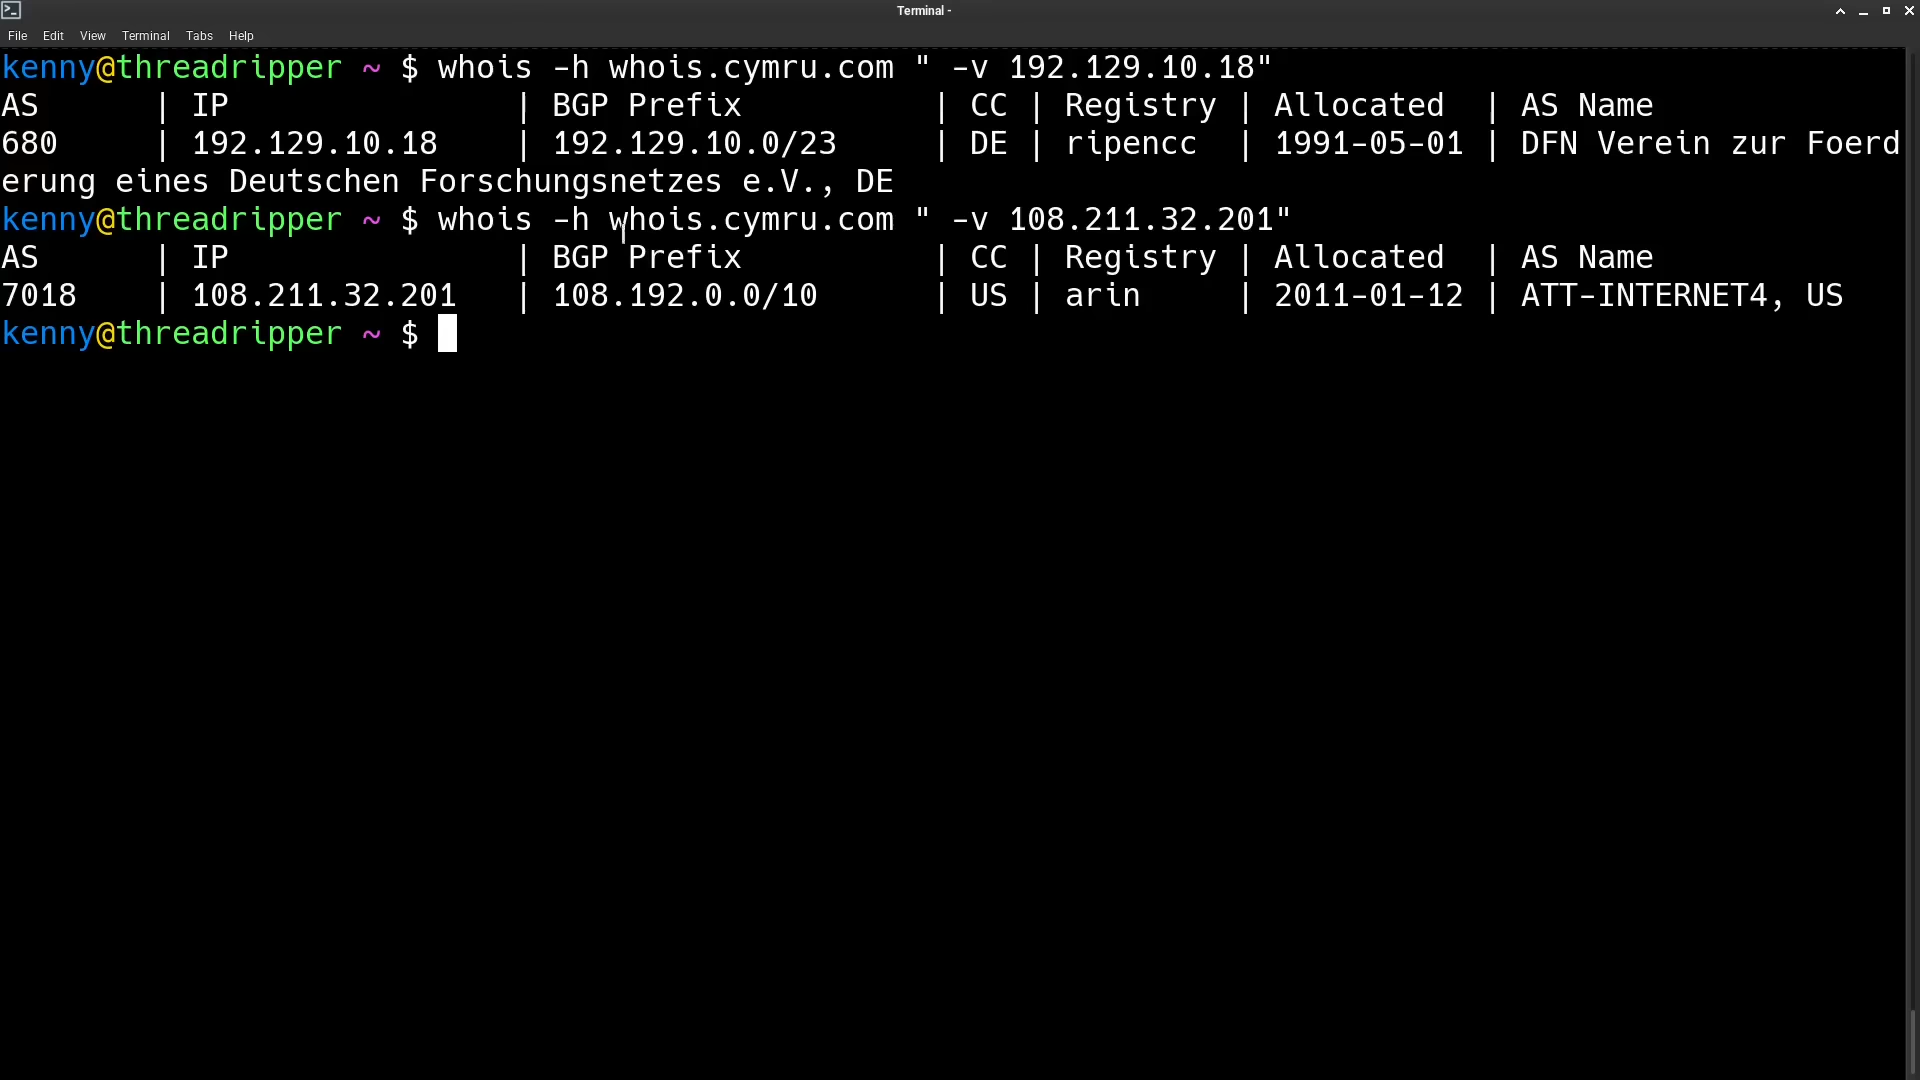 Terminal -
File Edit View Terminal Tabs Help
kenny@threadripper ~ $ whois -h whois.cymru.com " -v 192.129.10.18"
AS      | IP               | BGP Prefix          | CC | Registry | Allocated  | AS Name
680     | 192.129.10.18    | 192.129.10.0/23     | DE | ripencc  | 1991-05-01 | DFN Verein zur Foerd
erung eines Deutschen Forschungsnetzes e.V., DE
kenny@threadripper ~ $ whois -h whois.cymru.com " -v 108.211.32.201"
AS      | IP               | BGP Prefix          | CC | Registry | Allocated  | AS Name
7018    | 108.211.32.201   | 108.192.0.0/10      | US | arin     | 2011-01-12 | ATT-INTERNET4, US
kenny@threadripper ~ $